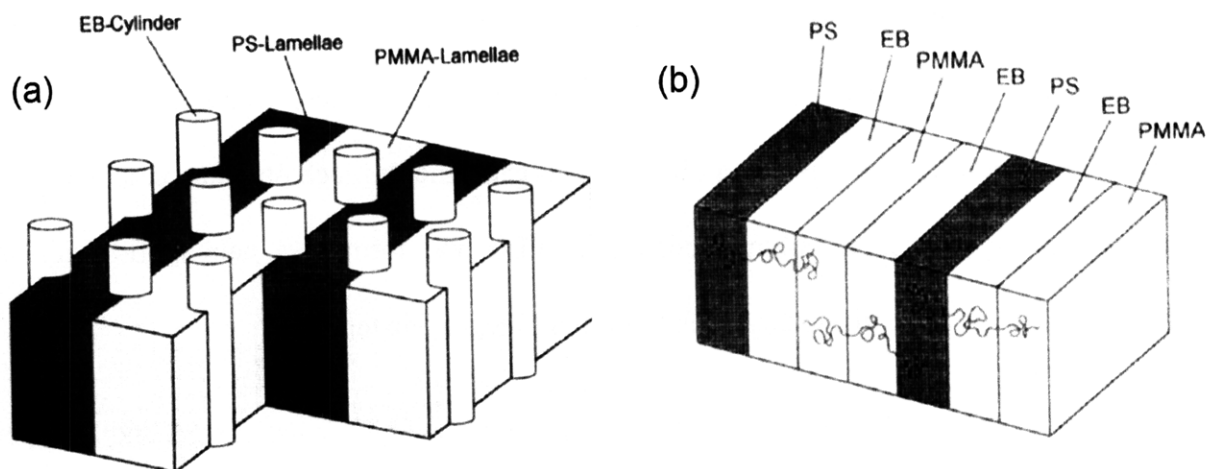 (a)
EB-Cylinder
PS-Lamellae
PMMA-Lamellae
(b)
PS
EB
PMMA
EB
PS
EB
PMMA